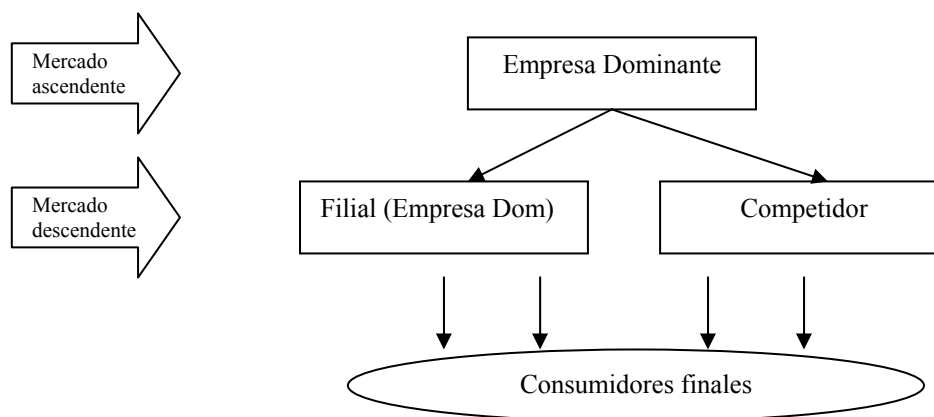 Mercado
ascendente
Empresa Dominante
Mercado
descendente
Filial (Empresa Dom)
Competidor
Consumidores finales